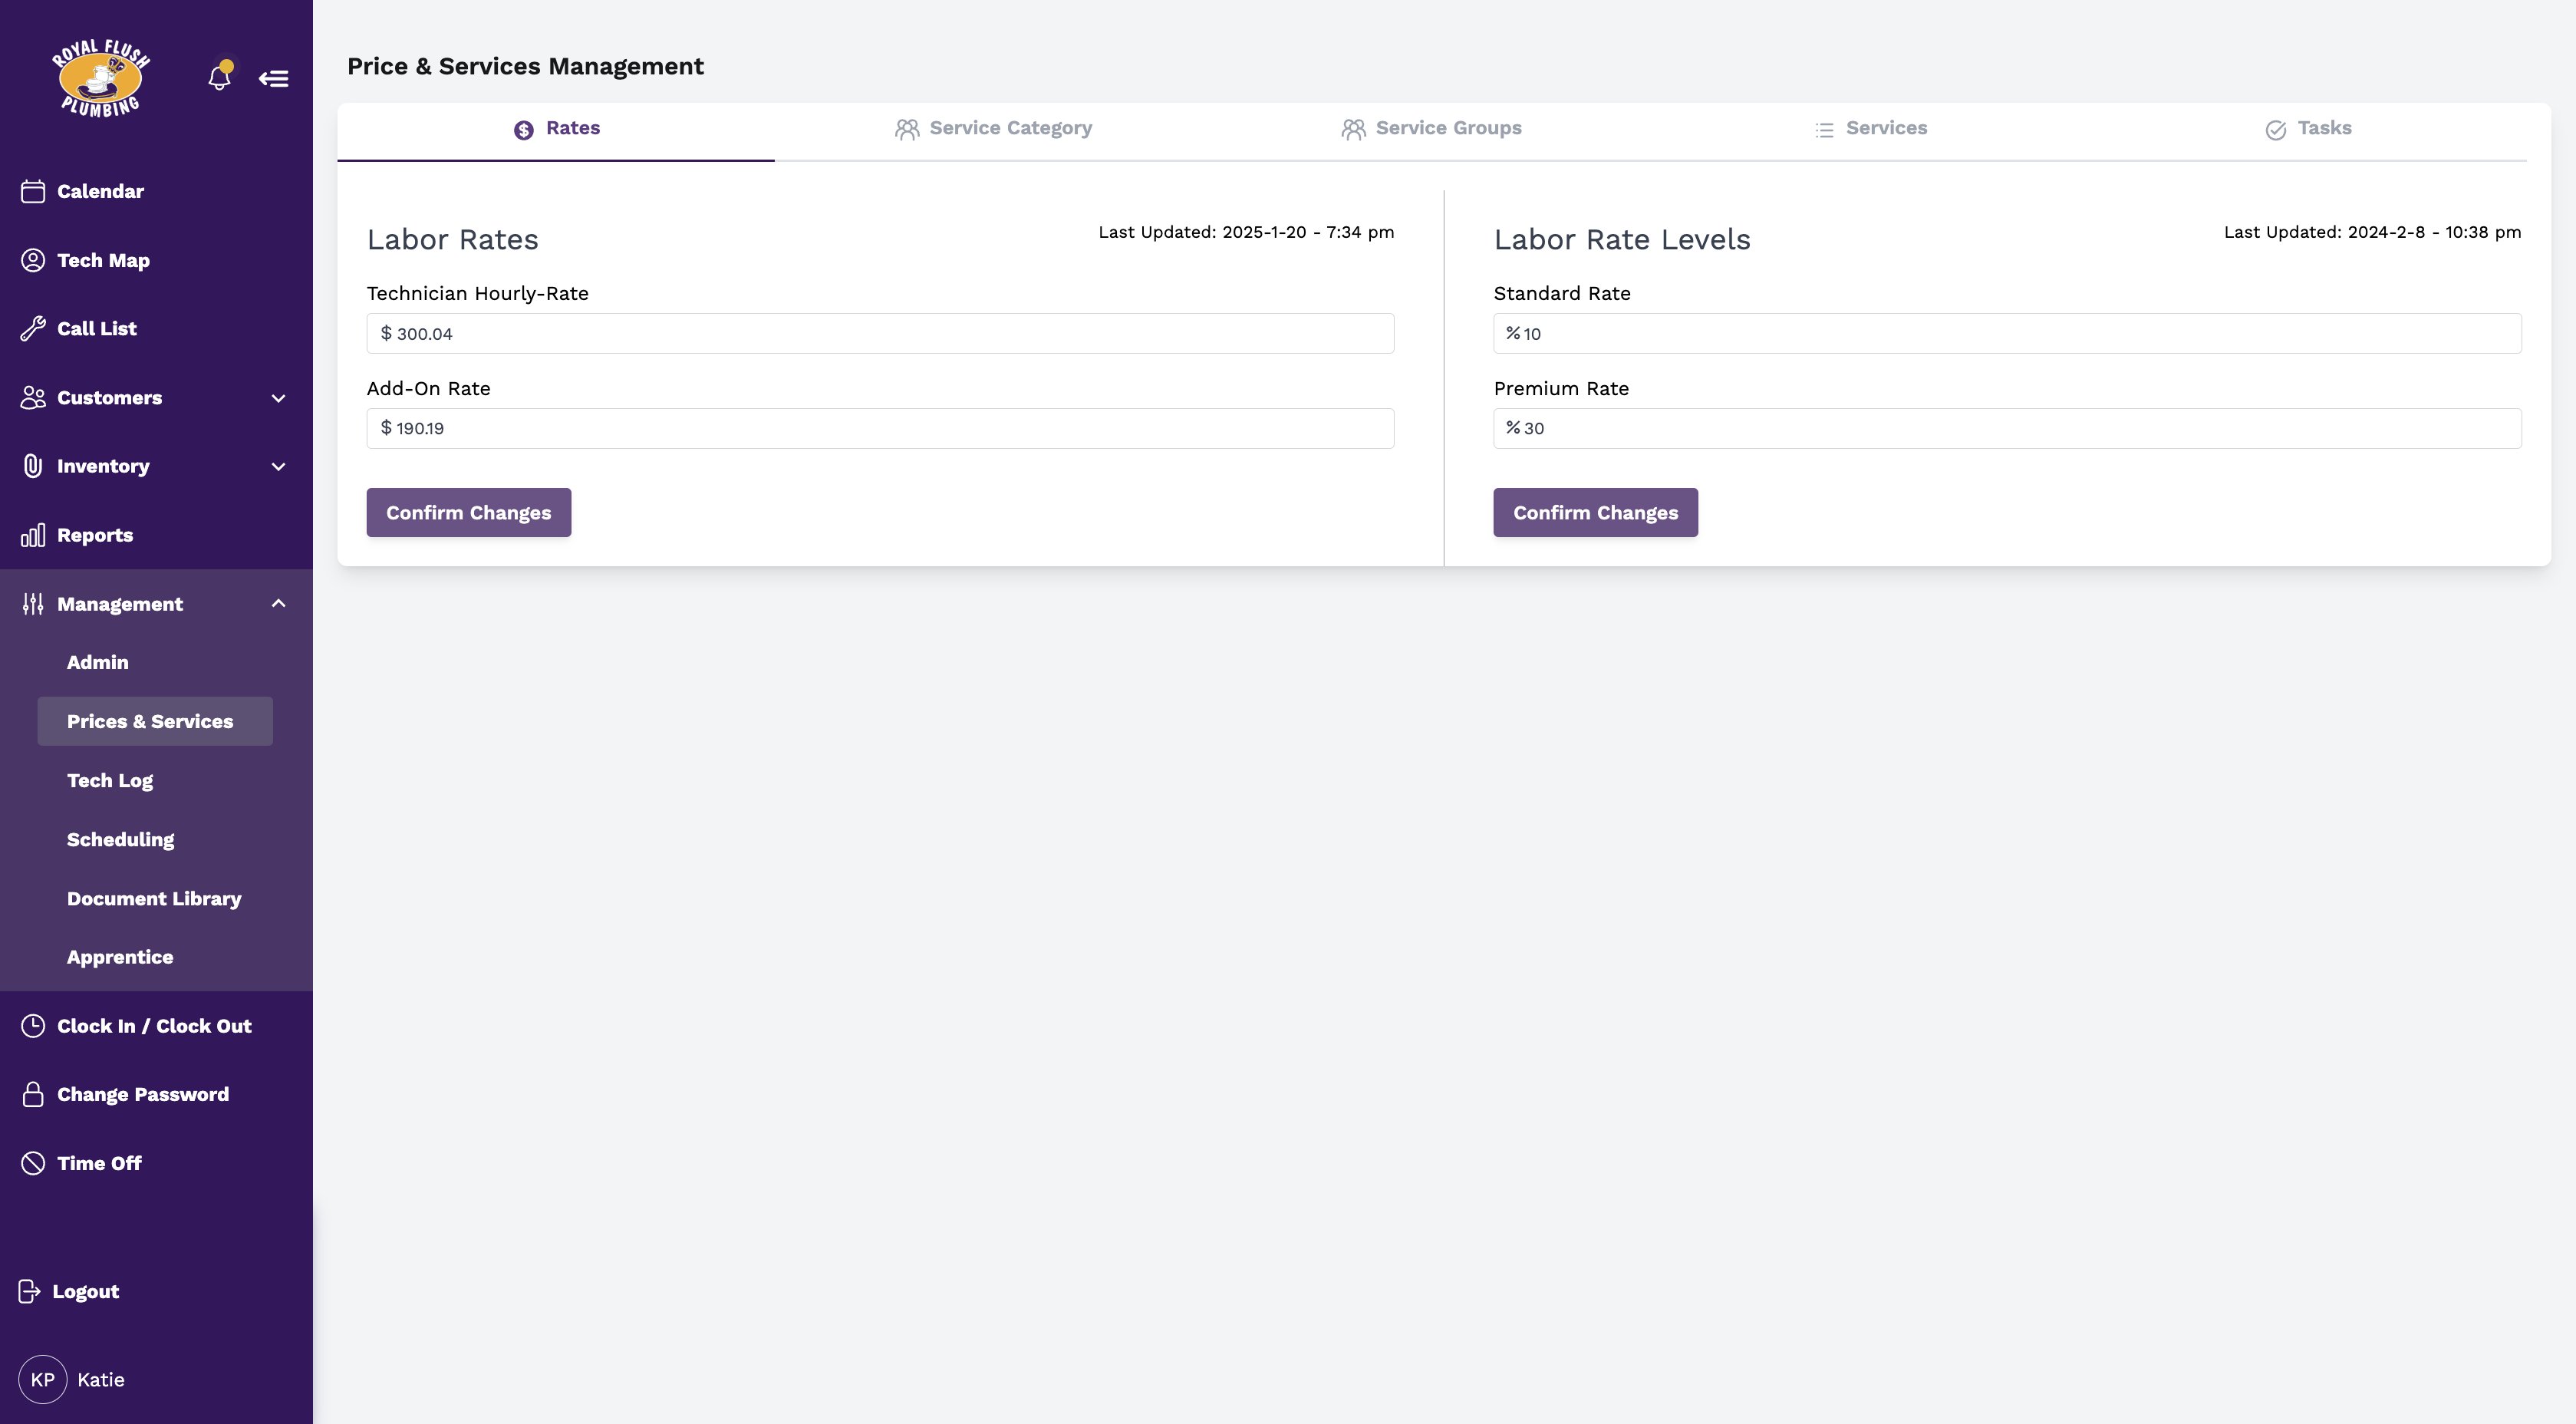 ROYAL FLUSH
PLUMBING
Calendar
Tech Map
Call List
Customers
Inventory
Reports
Management
Admin
Prices & Services
Tech Log
Scheduling
Document Library
Apprentice
Clock In / Clock Out
Change Password
Time Off
Logout
KP Katie
Price & Services Management
Rates Service Category Service Groups Services Tasks
Labor Rates Last Updated: 2025-1-20 - 7:34 pm
Technician Hourly-Rate
$ 300.04
Add-On Rate
$ 190.19
Confirm Changes
Labor Rate Levels Last Updated: 2024-2-8 - 10:38 pm
Standard Rate
% 10
Premium Rate
% 30
Confirm Changes